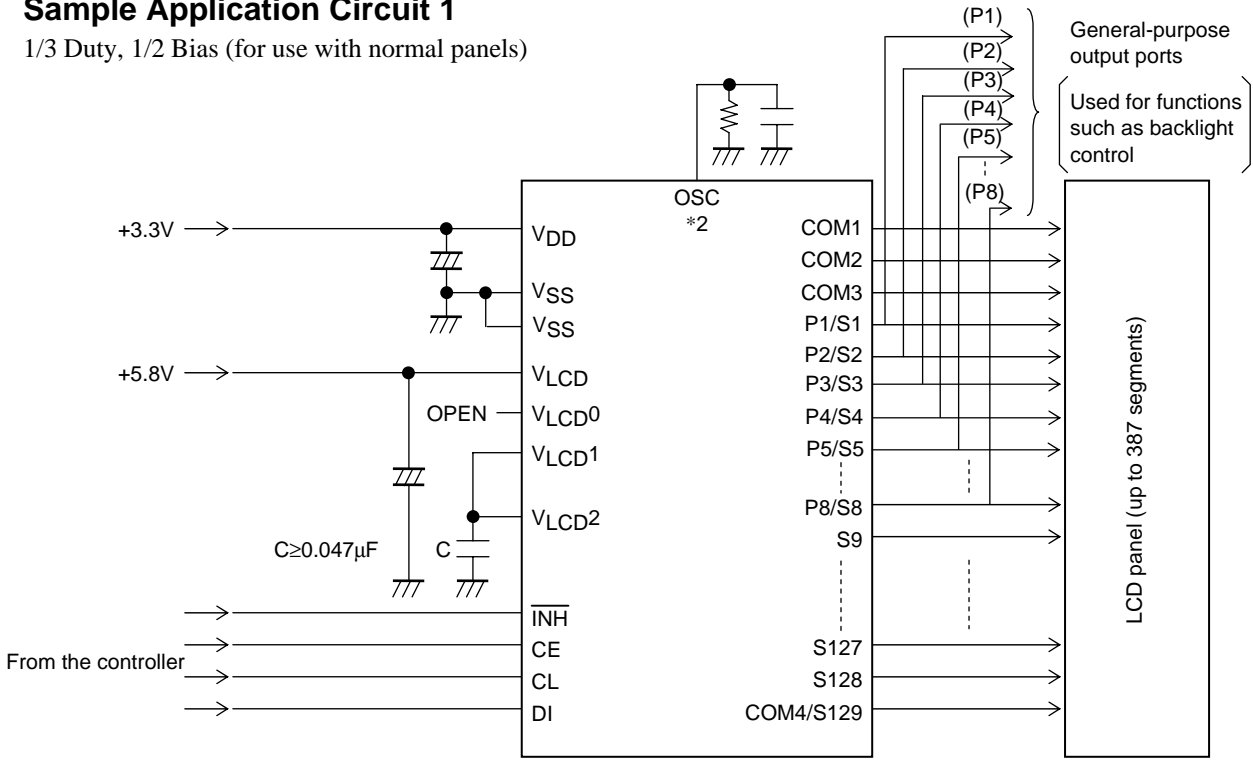 Sample Application Circuit 1
1/3 Duty, 1/2 Bias (for use with normal panels)
(P1)
(P2)
(P3)
(P4)
(P5)
(P8)
General-purpose
output ports
Used for functions
such as backlight
control
OSC
*2
+3.3V
VDD
VSS
VSS
+5.8V
VLCD
OPEN
VLCD0
VLCD1
VLCD2
C≥0.047μF
C
From the controller
INH
CE
CL
DI
COM1
COM2
COM3
P1/S1
P2/S2
P3/S3
P4/S4
P5/S5
P8/S8
S9
S127
S128
COM4/S129
LCD panel (up to 387 segments)